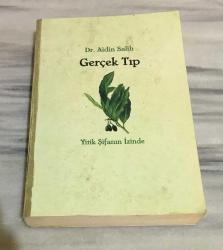 Dr. Aidin Salih
Gerçek Tıp
Yitik Şifanın İzinde